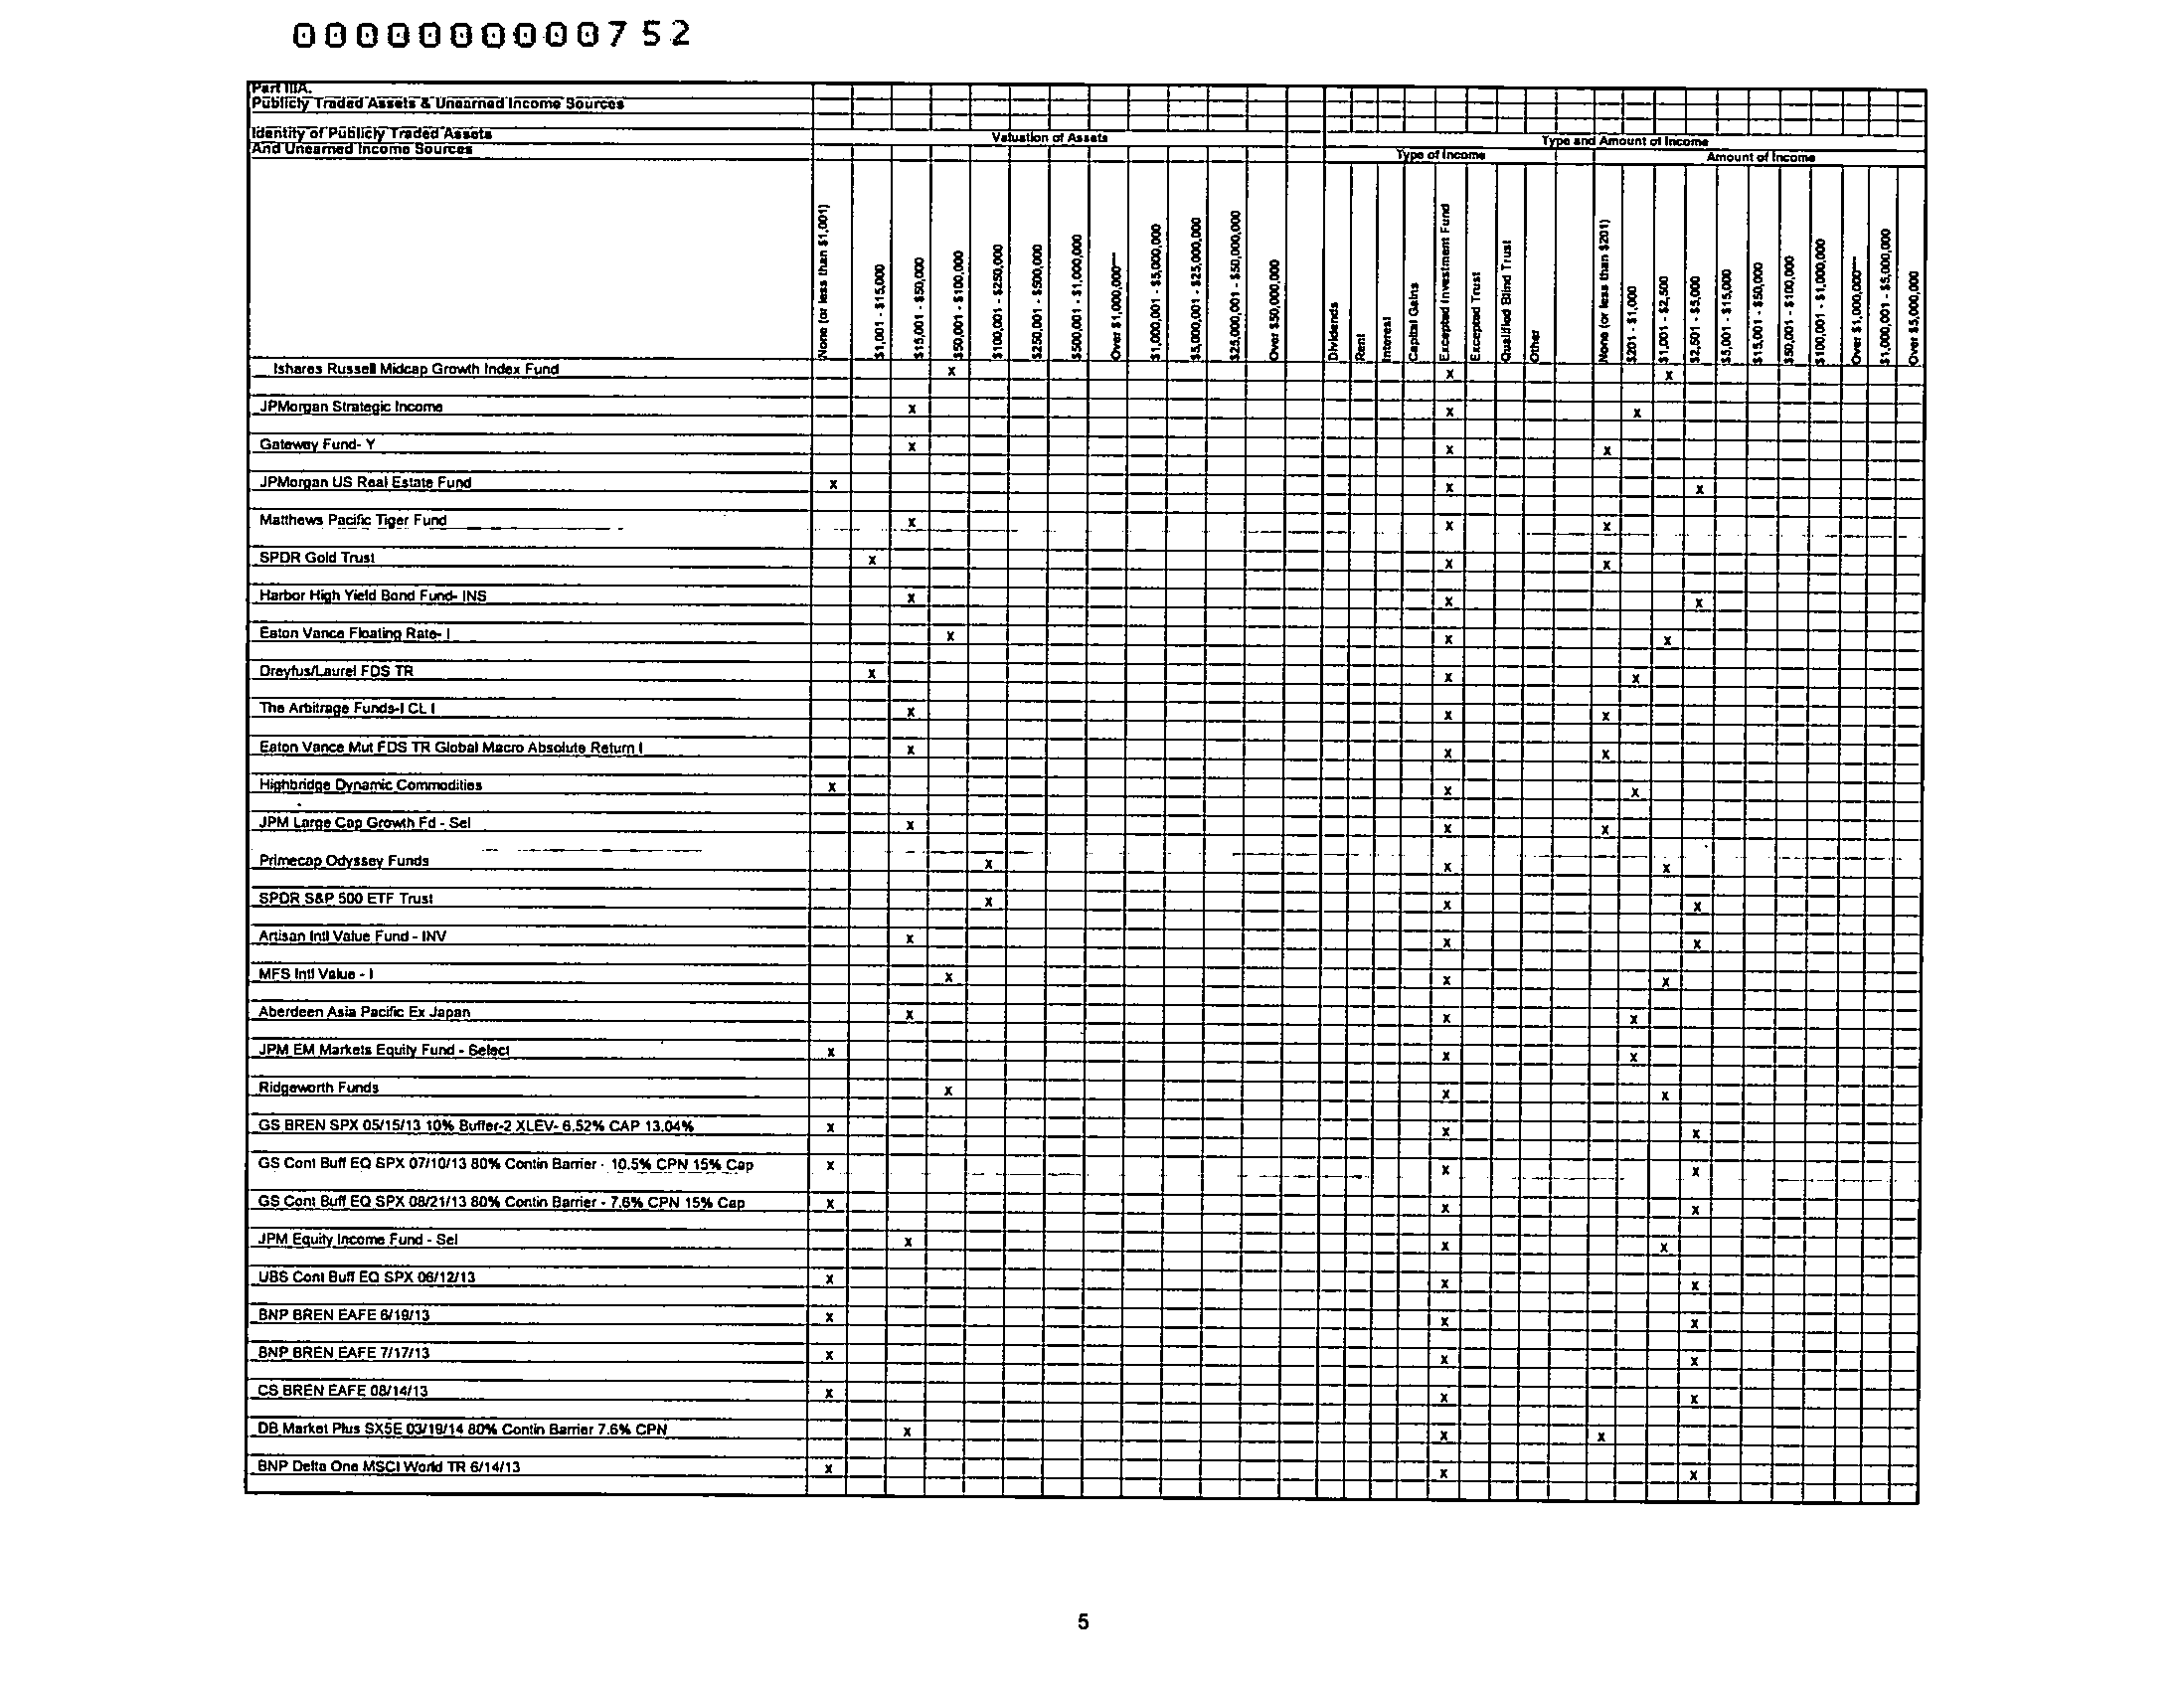 000000000752
Part IIIA.
Publicly Traded Assets & Unearned Income Sources
Identity of Publicly Traded Assets
And Unearned Income Sources
Valuation of Assets
Type and Amount of Income
Type of Income
Amount of Income
None (or less than $1,001)
$1,001 - $15,000
$15,001 - $50,000
$50,001 - $100,000
$100,001 - $250,000
$250,001 - $500,000
$500,001 - $1,000,000
Over $1,000,000***
$1,000,001 - $5,000,000
$5,000,001 - $25,000,000
$25,000,001 - $50,000,000
Over $50,000,000
Dividends
Rent
Interest
Capital Gains
Excepted Investment Fund
Excepted Trust
Qualified Blind Trust
Other
None (or less than $201)
$201 - $1,000
$1,001 - $2,500
$2,501 - $5,000
$5,001 - $15,000
$15,001 - $50,000
$50,001 - $100,000
$100,001 - $1,000,000
Over $1,000,000***
$1,000,001 - $5,000,000
Over $5,000,000
Ishares Russell Midcap Growth Index Fund x x x
JPMorgan Strategic Income x x x
Gateway Fund- Y x x x
JPMorgan US Real Estate Fund x x x
Matthews Pacific Tiger Fund x x x
SPDR Gold Trust x x x
Harbor High Yield Bond Fund- INS x x x
Eaton Vance Floating Rate- I x x x
Dreyfus/Laurel FDS TR x x x
The Arbitrage Funds-I CL I x x x
Eaton Vance Mut FDS TR Global Macro Absolute Return I x x x
Highbridge Dynamic Commodities x x x
JPM Large Cap Growth Fd - Sel x x x
Primecap Odyssey Funds x x x
SPDR S&P 500 ETF Trust x x x
Artisan Intl Value Fund - INV x x x
MFS Intl Value - I x x x
Aberdeen Asia Pacific Ex Japan x x x
JPM EM Markets Equity Fund - Select x x x
Ridgeworth Funds x x x
GS BREN SPX 05/15/13 10% Buffer-2 XLEV- 6.52% CAP 13.04% x x x
GS Cont Buff EQ SPX 07/10/13 80% Contin Barrier - 10.5% CPN 15% Cap x x x
GS Cont Buff EQ SPX 08/21/13 80% Contin Barrier - 7.6% CPN 15% Cap x x x
JPM Equity Income Fund - Sel x x x
UBS Cont Buff EQ SPX 06/12/13 x x x
BNP BREN EAFE 6/19/13 x x x
BNP BREN EAFE 7/17/13 x x x
CS BREN EAFE 08/14/13 x x x
DB Market Plus SX5E 03/19/14 80% Contin Barrier 7.6% CPN x x x
BNP Delta One MSCI World TR 6/14/13 x x x
5